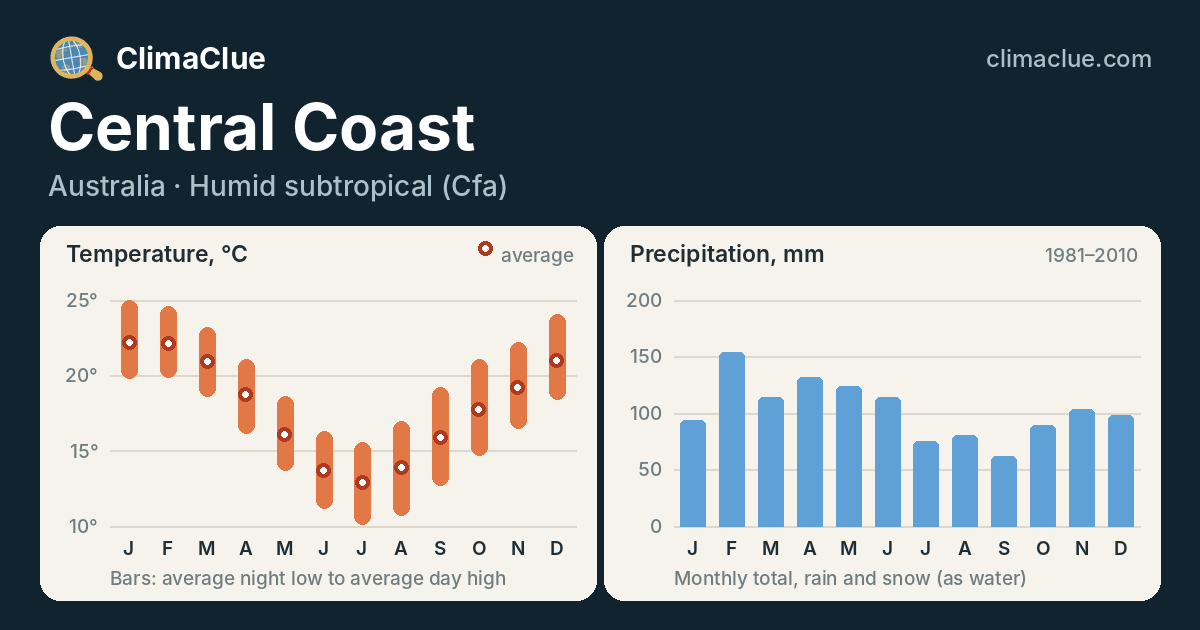 ClimaClue
climaclue.com
Central Coast
Australia · Humid subtropical (Cfa)
Temperature, °C
average
25°
20°
15°
10°
J F M A M J J A S O N D
Bars: average night low to average day high
Precipitation, mm
1981–2010
200
150
100
50
0
J F M A M J J A S O N D
Monthly total, rain and snow (as water)